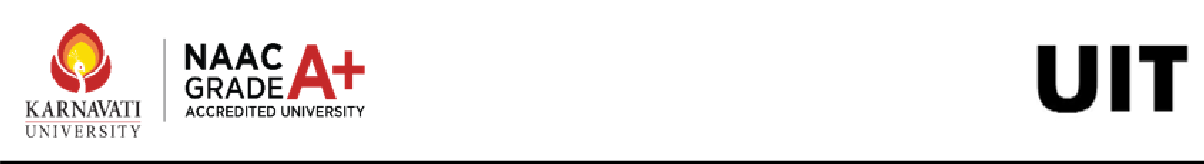 KARNAVATI
UNIVERSITY
NAAC
GRADE A+
ACCREDITED UNIVERSITY
UIT